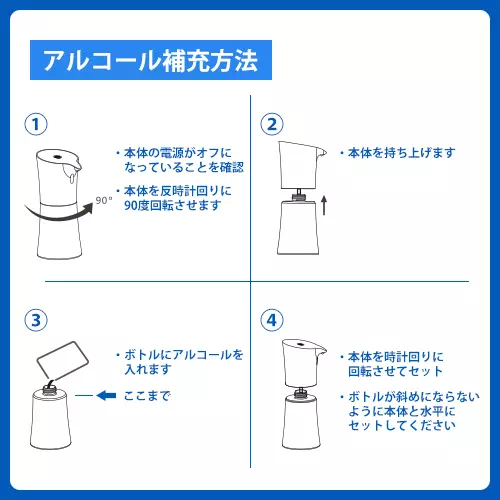 アルコール補充方法
①
・本体の電源がオフに
なっていることを確認
・本体を反時計回りに
90度回転させます
90°
②
・本体を持ち上げます
③
・ボトルにアルコールを
入れます
ここまで
④
・本体を時計回りに
回転させてセット
・ボトルが斜めにならない
ように本体と水平に
セットしてください